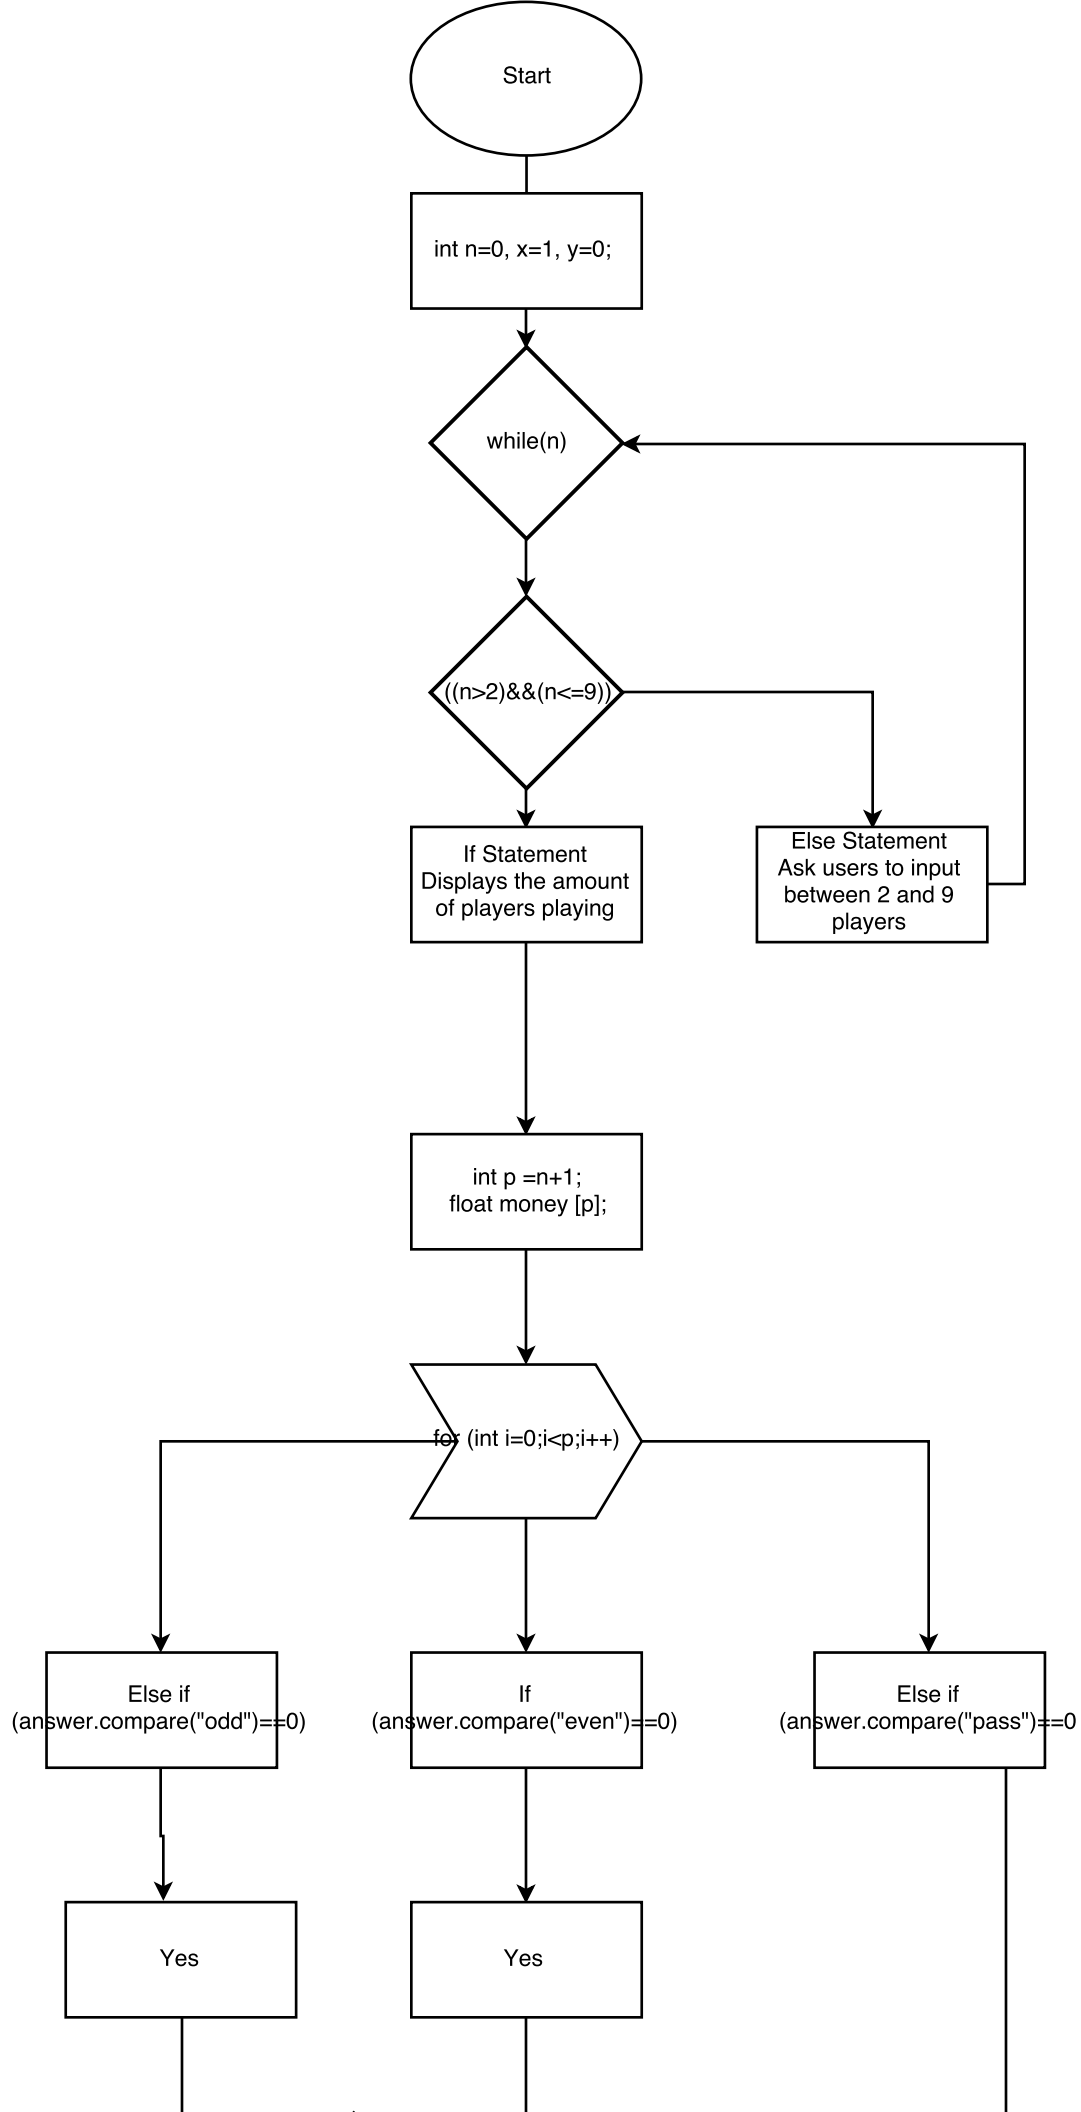 Start
int n=0, x=1, y=0;
while(n)
((n>2)&&(n<=9))
If Statement
Displays the amount
of players playing
Else Statement
Ask users to input
between 2 and 9
players
int p =n+1;
float money [p];
for (int i=0;i<p;i++)
Else if
(answer.compare("odd")==0)
If
(answer.compare("even")==0)
Else if
(answer.compare("pass")==0
Yes
Yes